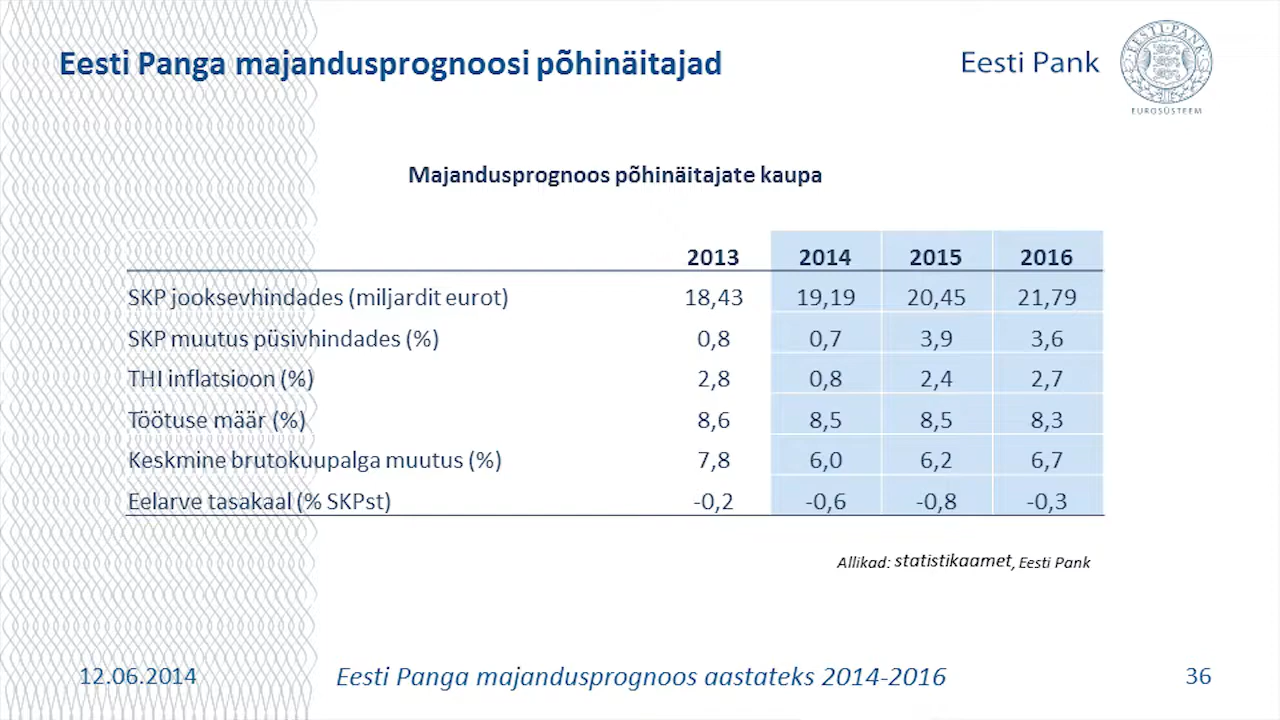 Eesti Panga majandusprognoosi põhinäitajad
Eesti Pank
EESTI·PANK
EUROSÜSTEEM
Majandusprognoos põhinäitajate kaupa
2013 2014 2015 2016
SKP jooksevhindades (miljardit eurot) 18,43 19,19 20,45 21,79
SKP muutus püsivhindades (%) 0,8 0,7 3,9 3,6
THI inflatsioon (%) 2,8 0,8 2,4 2,7
Töötuse määr (%) 8,6 8,5 8,5 8,3
Keskmine brutokuupalga muutus (%) 7,8 6,0 6,2 6,7
Eelarve tasakaal (% SKPst) -0,2 -0,6 -0,8 -0,3
Allikad: statistikaamet, Eesti Pank
12.06.2014 Eesti Panga majandusprognoos aastateks 2014-2016 36